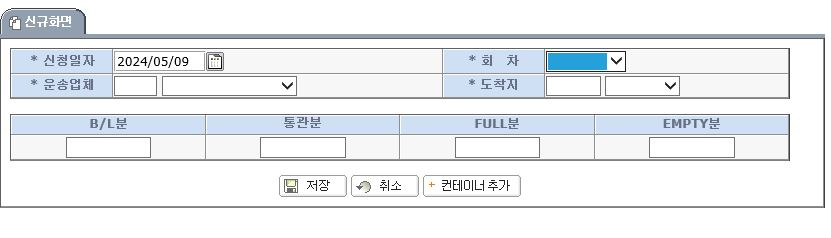 신규화면
* 신청일자 2024/05/09 * 회 차
* 운송업체 * 도착지
B/L분 통관분 FULL분 EMPTY분
저장 취소 + 컨테이너 추가